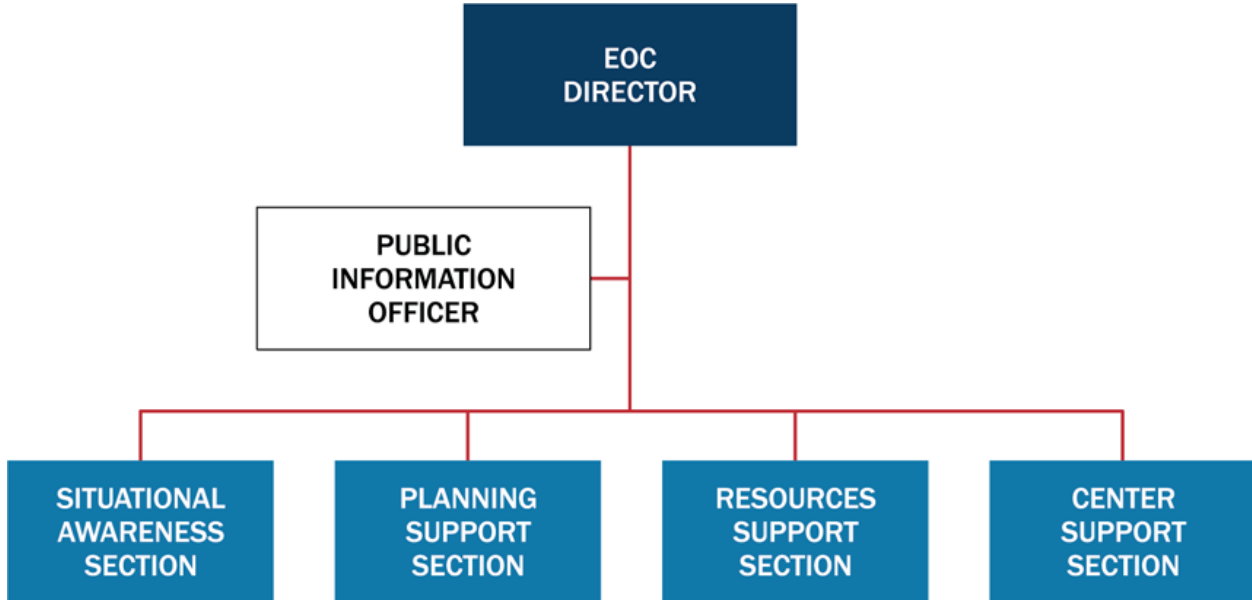 EOC
DIRECTOR
PUBLIC
INFORMATION
OFFICER
SITUATIONAL
AWARENESS
SECTION
PLANNING
SUPPORT
SECTION
RESOURCES
SUPPORT
SECTION
CENTER
SUPPORT
SECTION